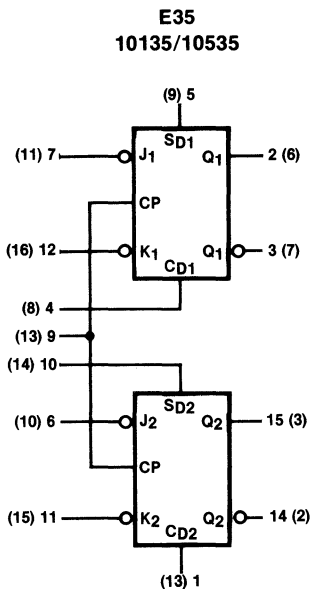 E35
10135/10535
(9) 5
SD1
(11) 7 J1 Q1 2 (6)
CP
(16) 12 K1 Q1 3 (7)
CD1
(8) 4
(13) 9
(14) 10
SD2
(10) 6 J2 Q2 15 (3)
CP
(15) 11 K2 Q2 14 (2)
CD2
(13) 1